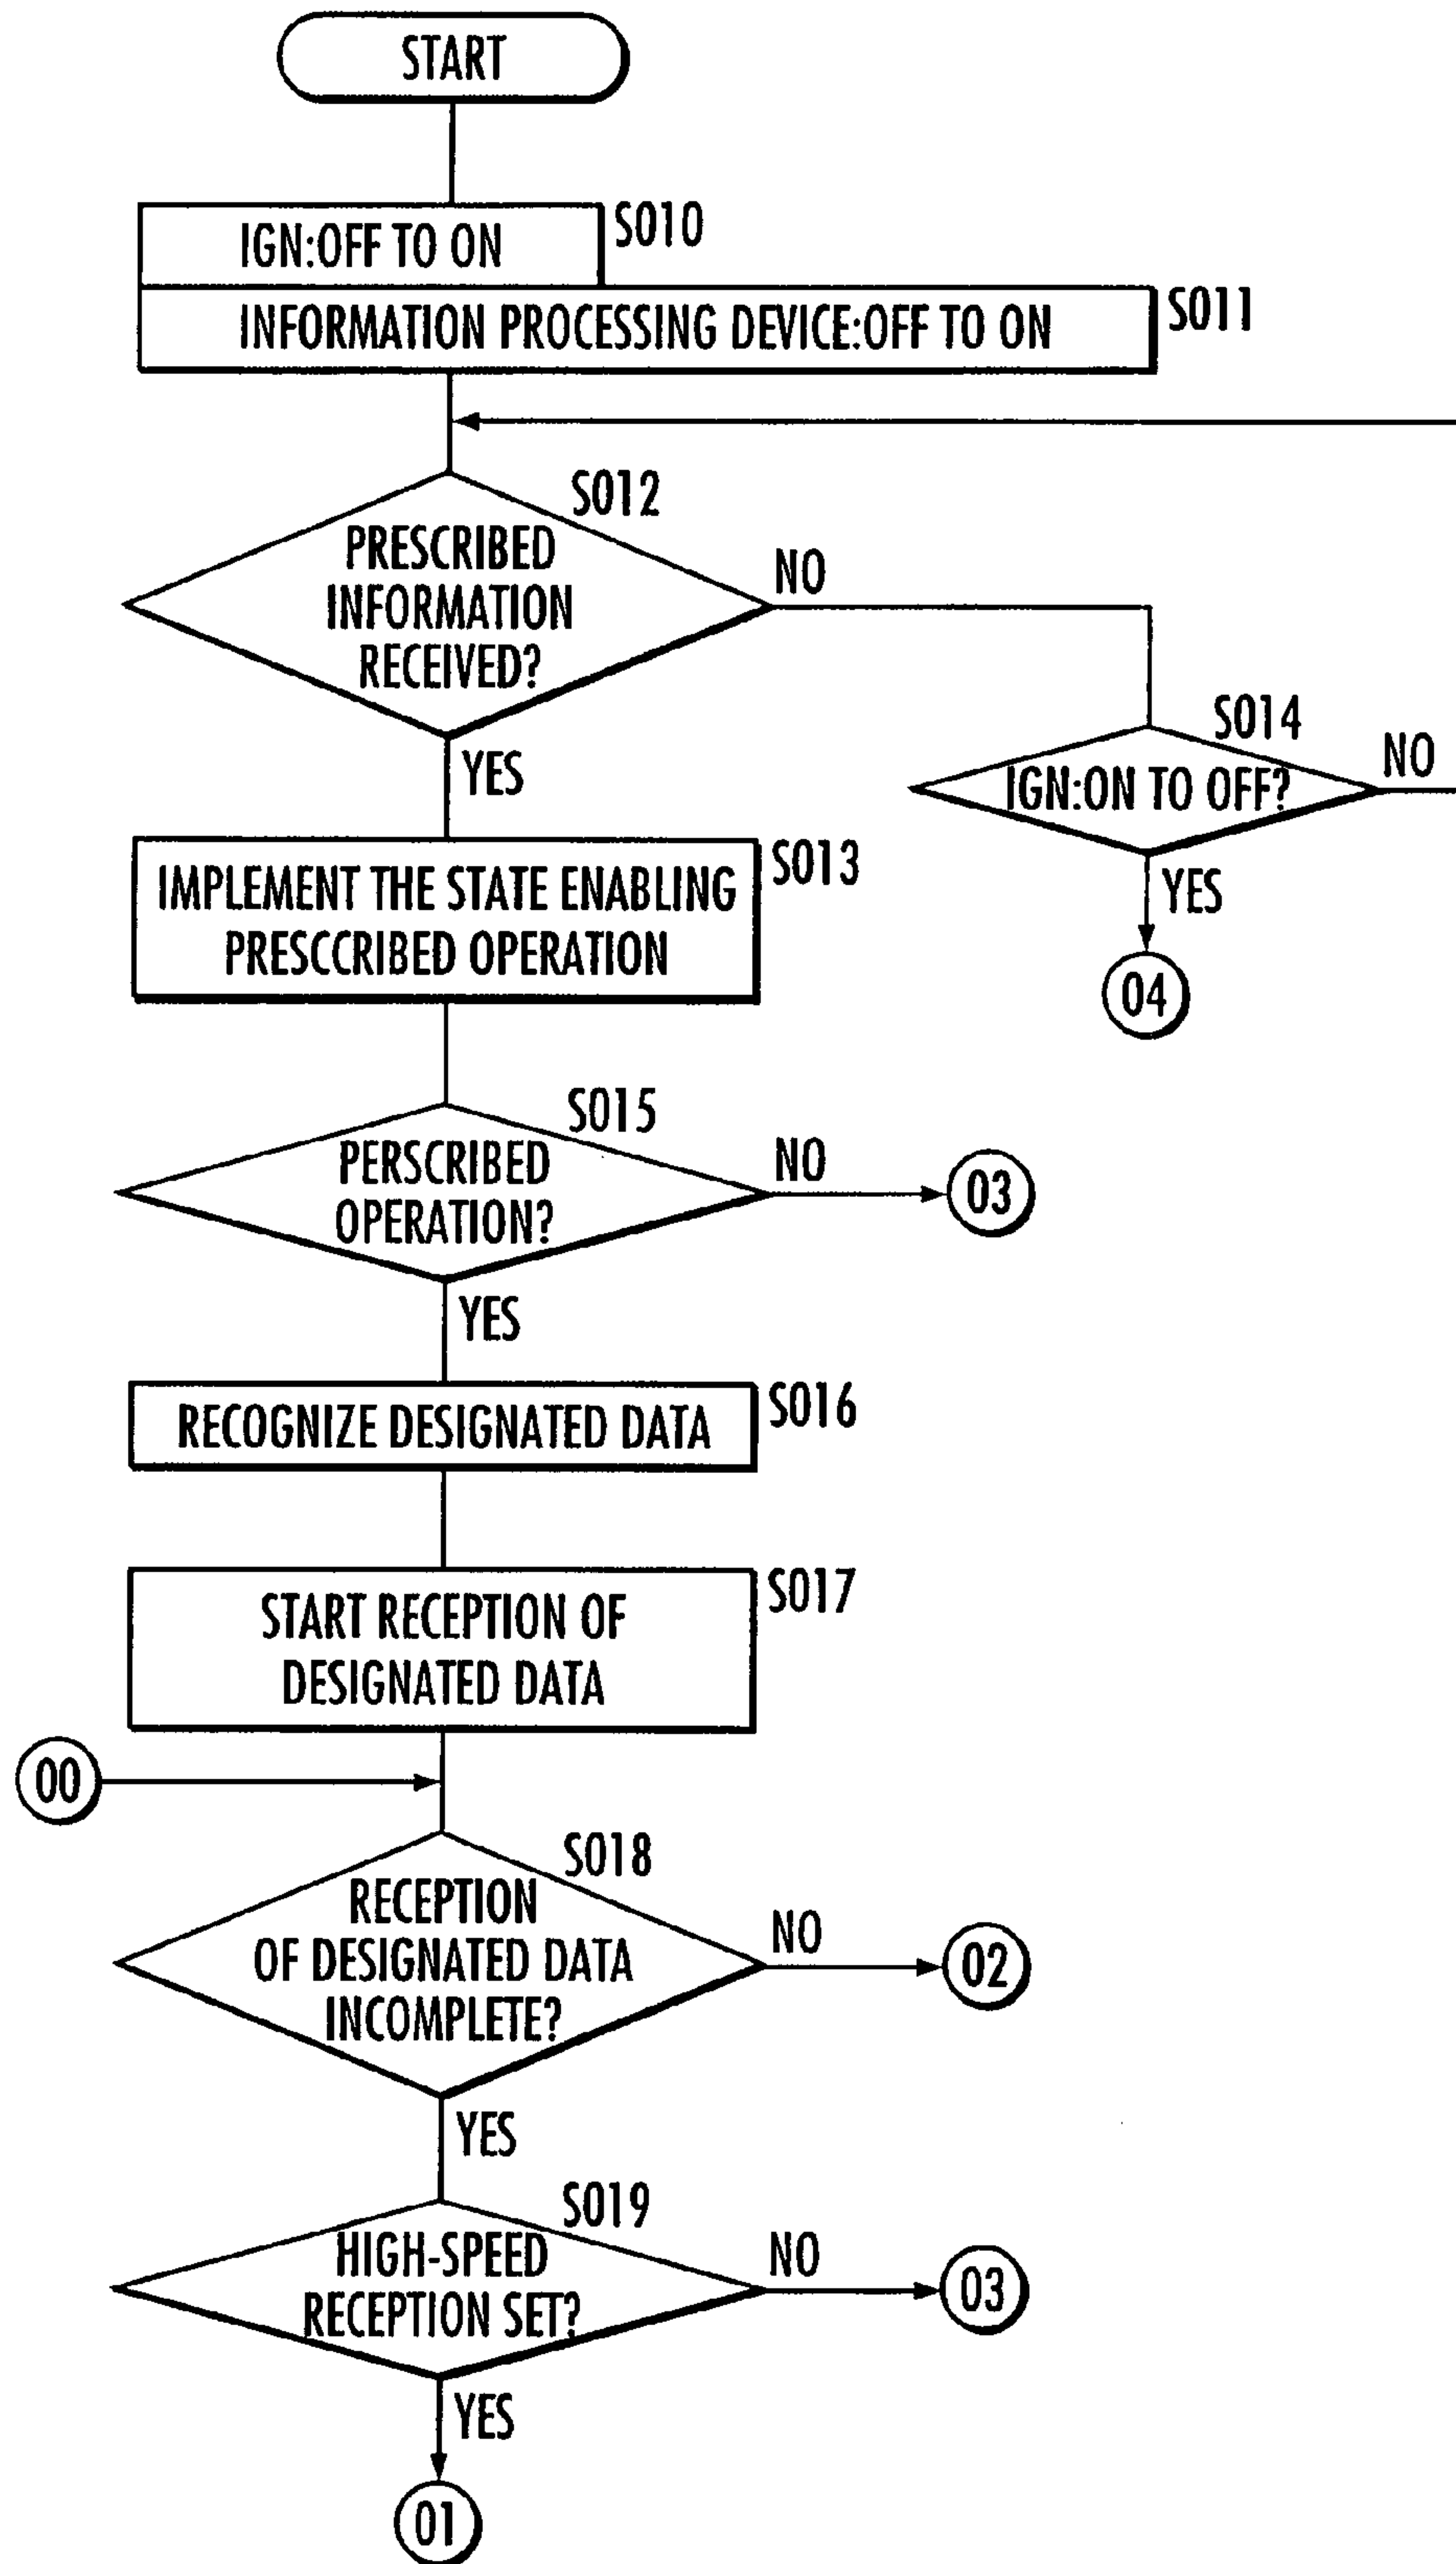 START
IGN:OFF TO ON
S010
INFORMATION PROCESSING DEVICE:OFF TO ON
S011
S012
PRESCRIBED
INFORMATION
RECEIVED?
NO
YES
S014
IGN:ON TO OFF?
NO
YES
04
S013
IMPLEMENT THE STATE ENABLING
PRESCCRIBED OPERATION
S015
PERSCRIBED
OPERATION?
NO
03
YES
S016
RECOGNIZE DESIGNATED DATA
S017
START RECEPTION OF
DESIGNATED DATA
00
S018
RECEPTION
OF DESIGNATED DATA
INCOMPLETE?
NO
02
YES
S019
HIGH-SPEED
RECEPTION SET?
NO
03
YES
01